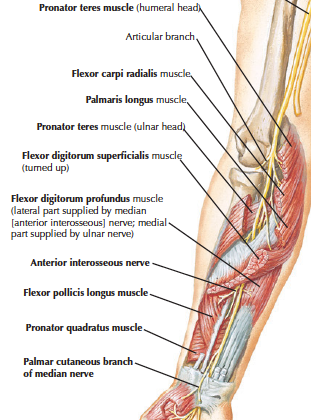 Pronator teres muscle (humeral head)
Articular branch
Flexor carpi radialis muscle
Palmaris longus muscle
Pronator teres muscle (ulnar head)
Flexor digitorum superficialis muscle
(turned up)
Flexor digitorum profundus muscle
(lateral part supplied by median
[anterior interosseous] nerve; medial
part supplied by ulnar nerve)
Anterior interosseous nerve
Flexor pollicis longus muscle
Pronator quadratus muscle
Palmar cutaneous branch
of median nerve